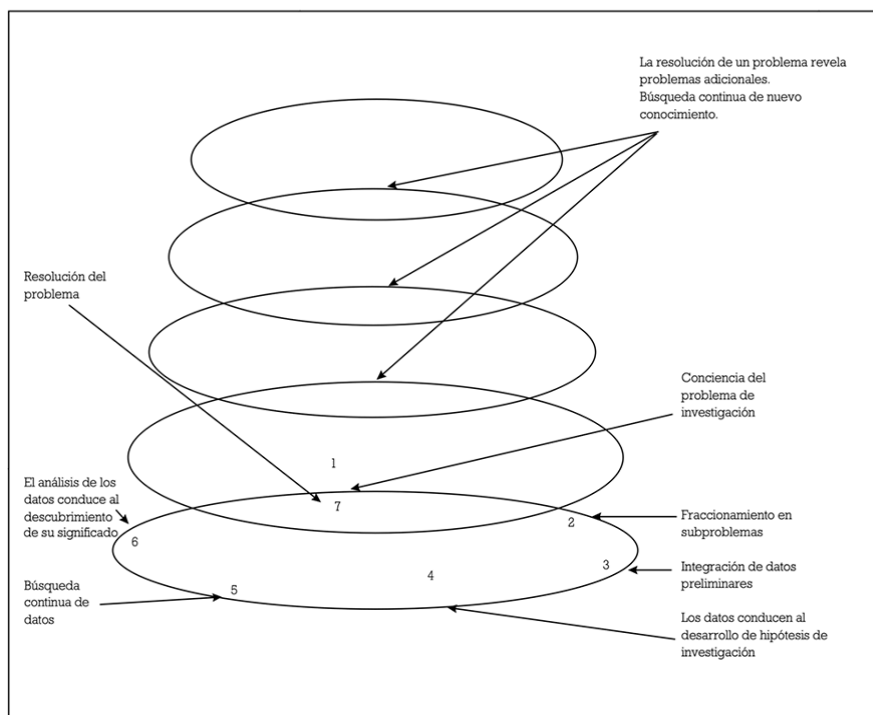 La resolución de un problema revela
problemas adicionales.
Búsqueda continua de nuevo
conocimiento.
Resolución del
problema
Conciencia del
problema de
investigación
1
El análisis de los
datos conduce al
descubrimiento
de su significado
7
2
Fraccionamiento en
subproblemas
6
3
Integración de datos
preliminares
4
Búsqueda
continua de
datos
5
Los datos conducen al
desarrollo de hipótesis de
investigación